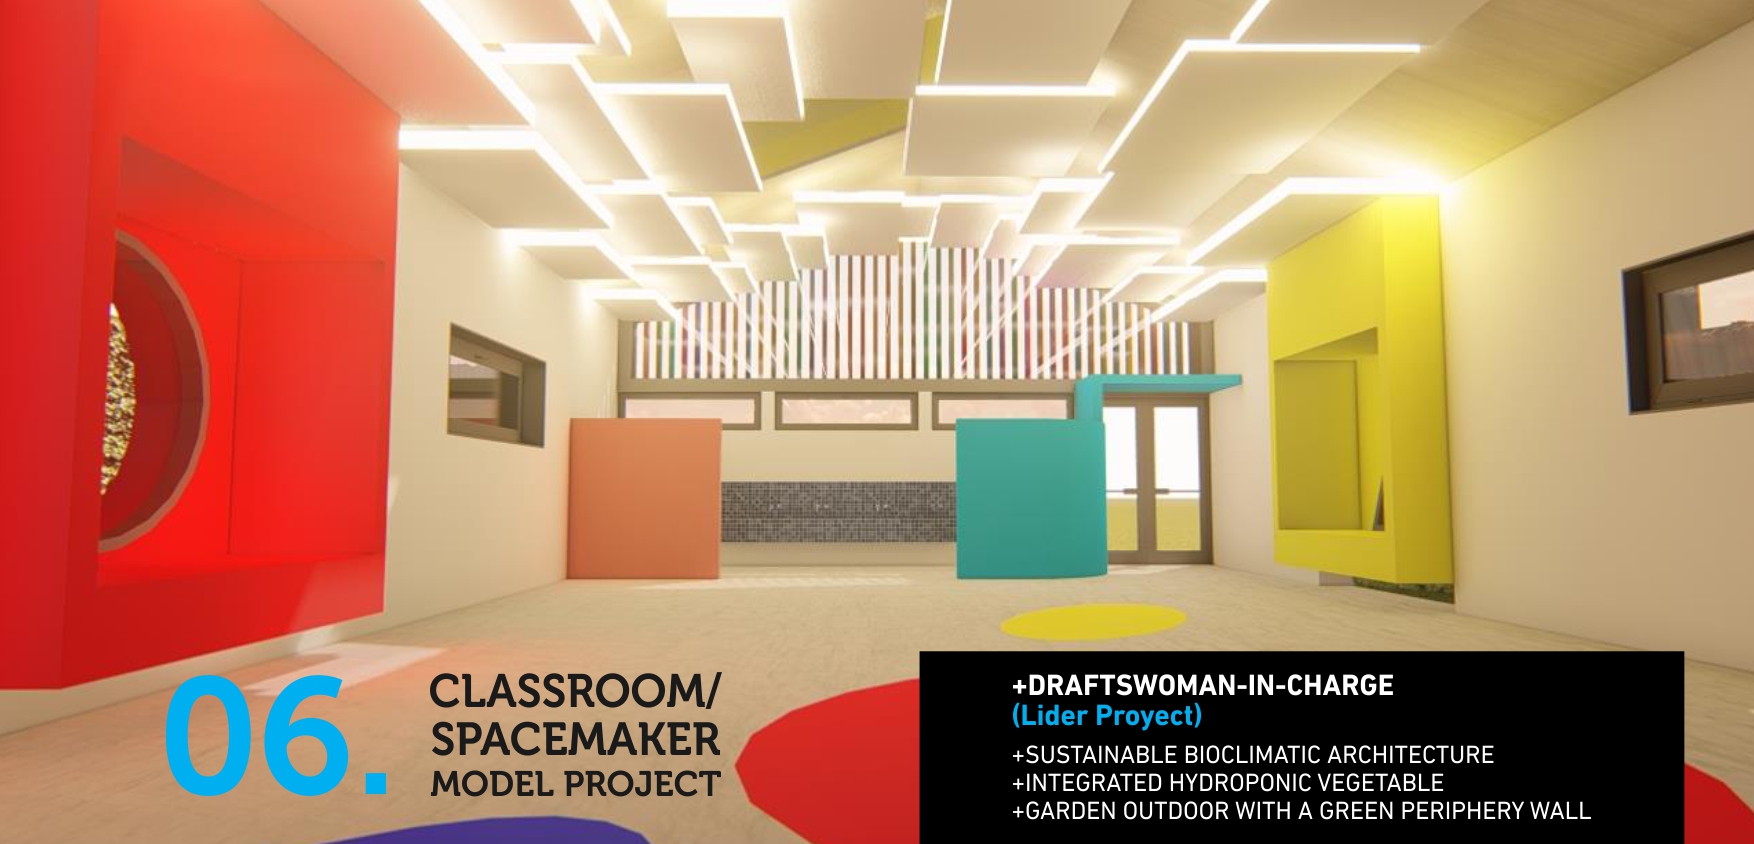 06.
CLASSROOM/
SPACEMAKER
MODEL PROJECT
+DRAFTSWOMAN-IN-CHARGE
(Lider Proyect)
+SUSTAINABLE BIOCLIMATIC ARCHITECTURE
+INTEGRATED HYDROPONIC VEGETABLE
+GARDEN OUTDOOR WITH A GREEN PERIPHERY WALL